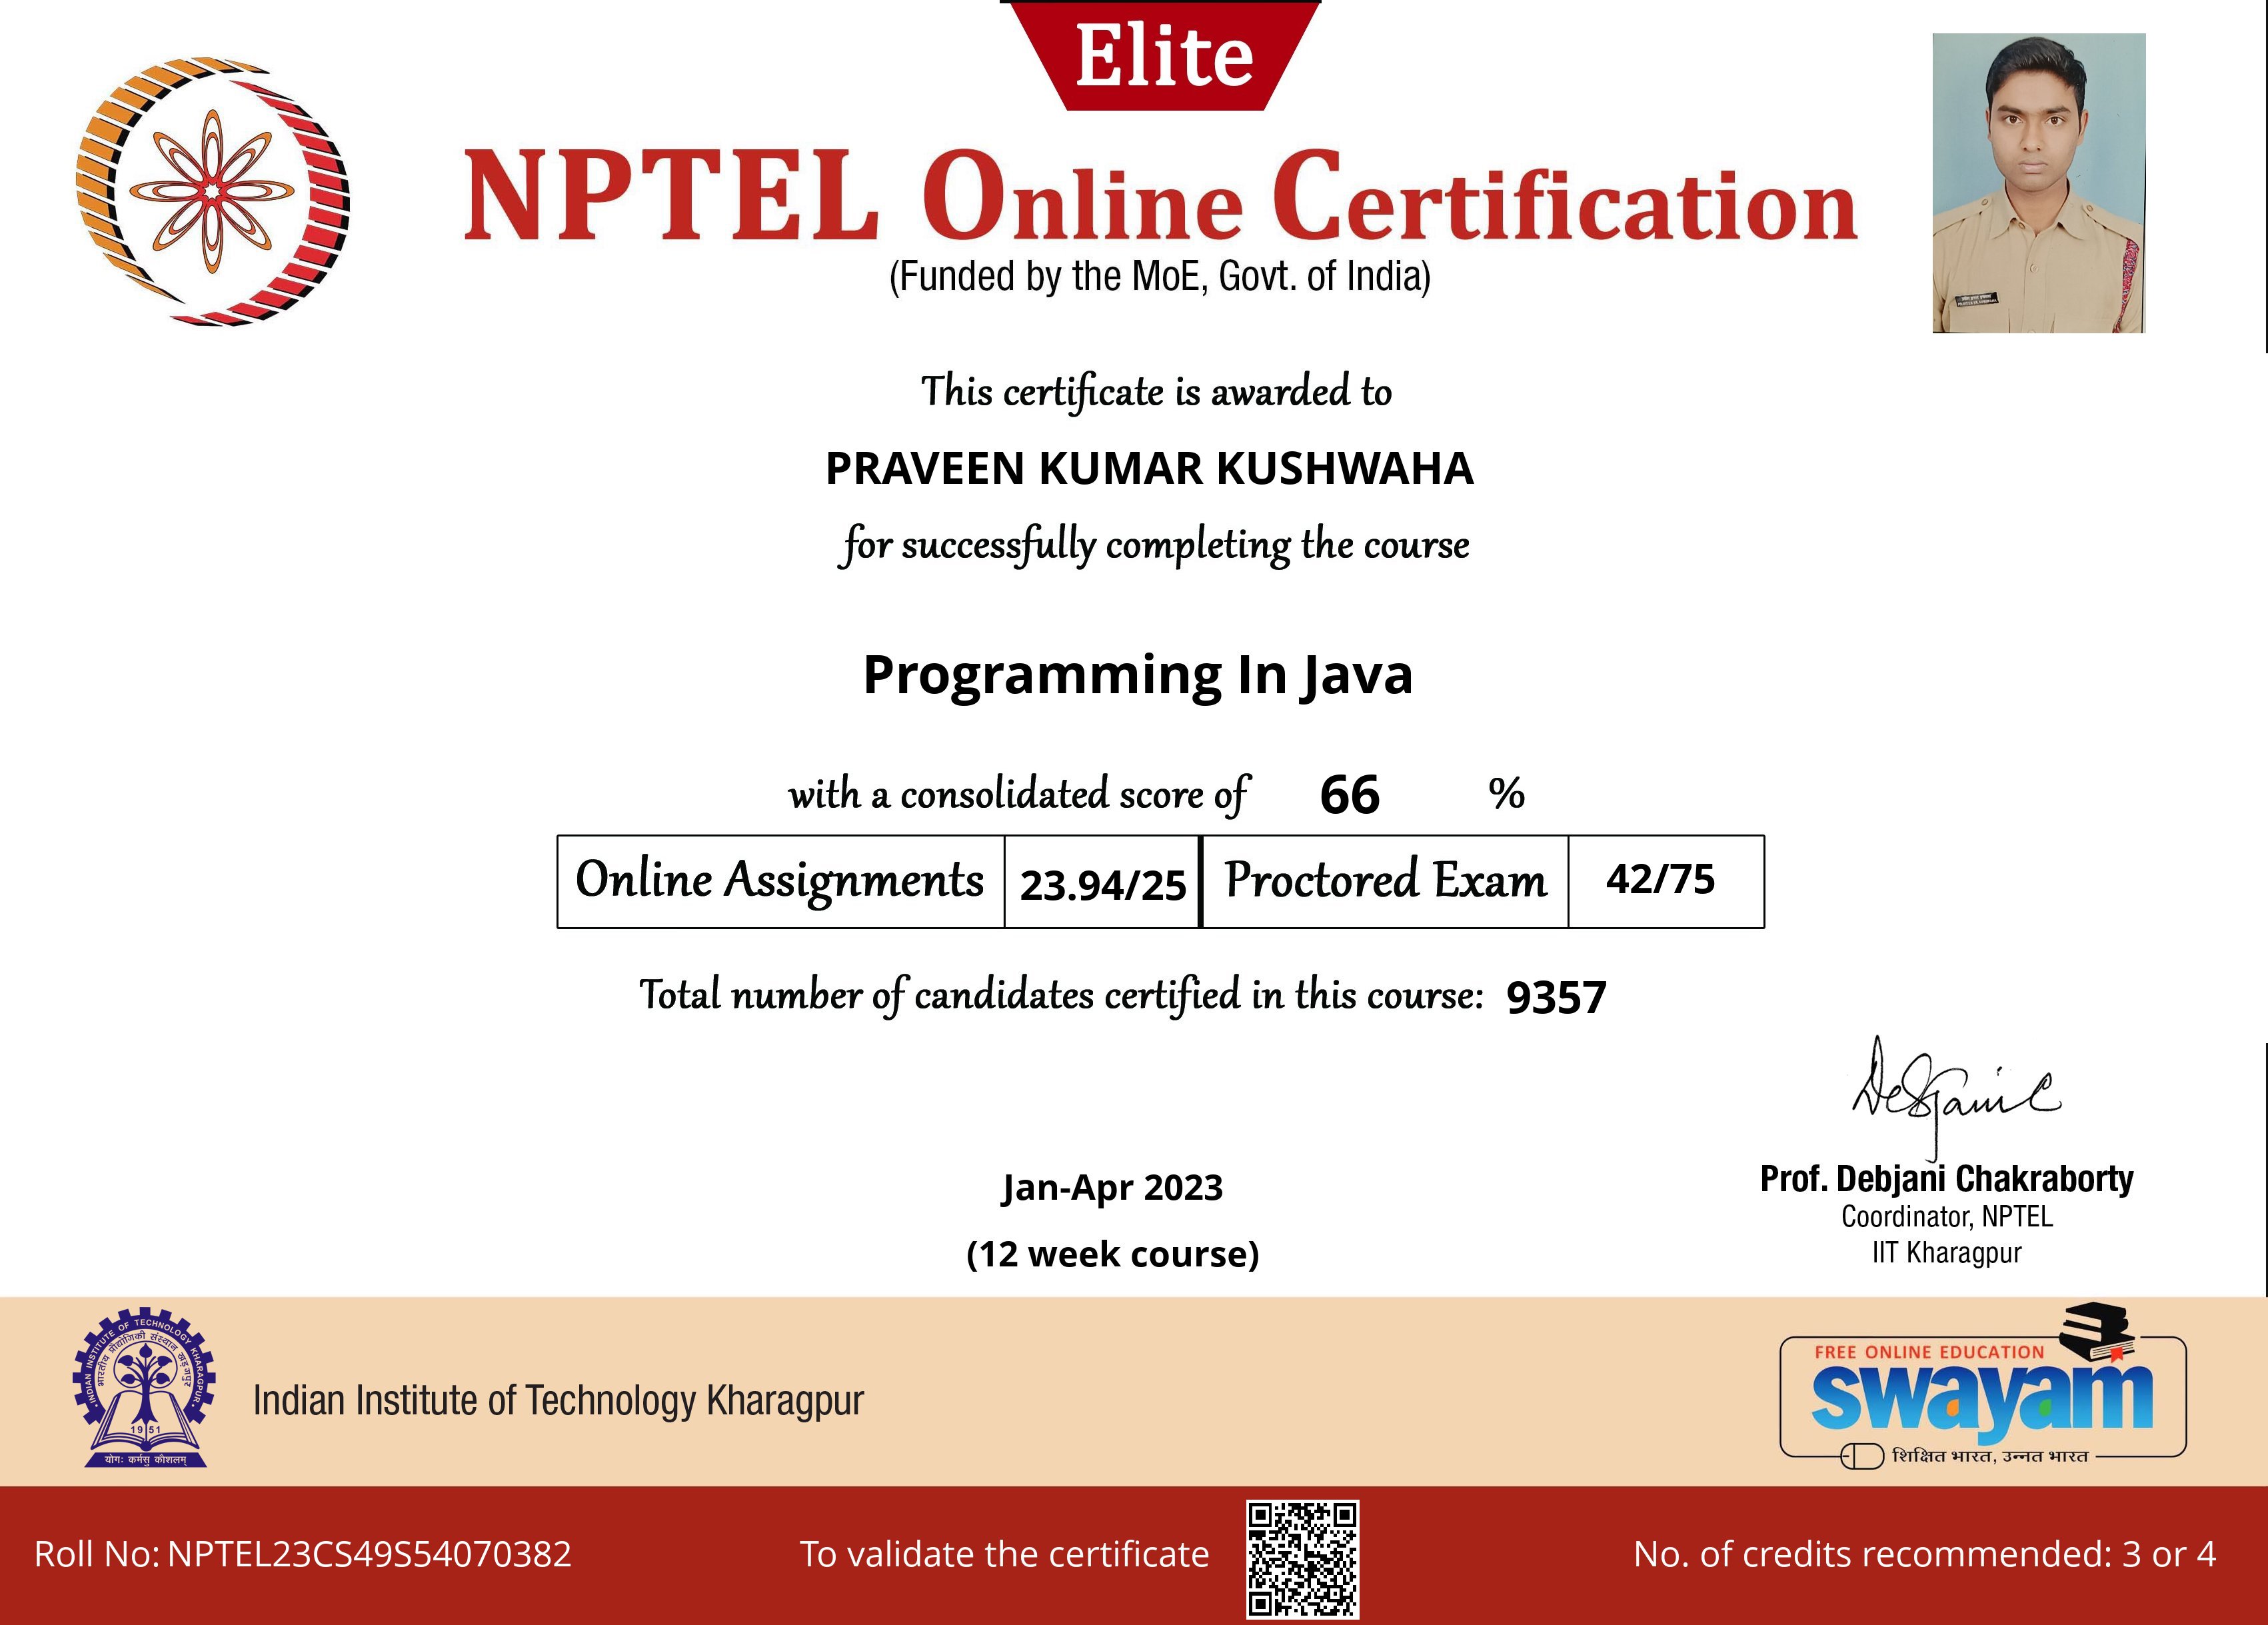 Elite
NPTEL Online Certification
(Funded by the MoE, Govt. of India)
This certificate is awarded to
PRAVEEN KUMAR KUSHWAHA
for successfully completing the course
Programming In Java
with a consolidated score of 66 %
Online Assignments 23.94/25 Proctored Exam 42/75
Total number of candidates certified in this course: 9357
Prof. Debjani Chakraborty
Coordinator, NPTEL
IIT Kharagpur
Jan-Apr 2023
(12 week course)
INDIAN INSTITUTE OF TECHNOLOGY KHARAGPUR
भारतीय प्रौद्योगिकी संस्थान खड़गपुर
1951
योगः कर्मसु कौशलम्
Indian Institute of Technology Kharagpur
FREE ONLINE EDUCATION
swayam
शिक्षित भारत, उन्नत भारत
Roll No: NPTEL23CS49S54070382
To validate the certificate
No. of credits recommended: 3 or 4